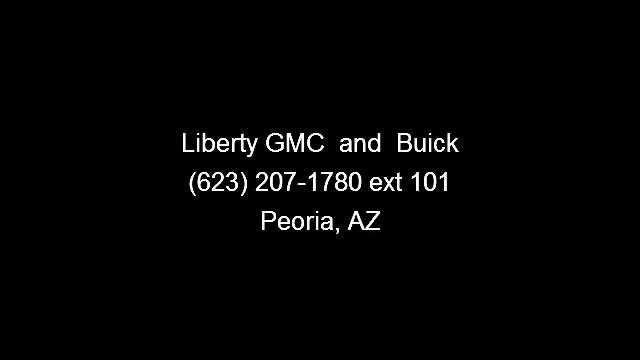 Liberty GMC  and  Buick
(623) 207-1780 ext 101
Peoria, AZ